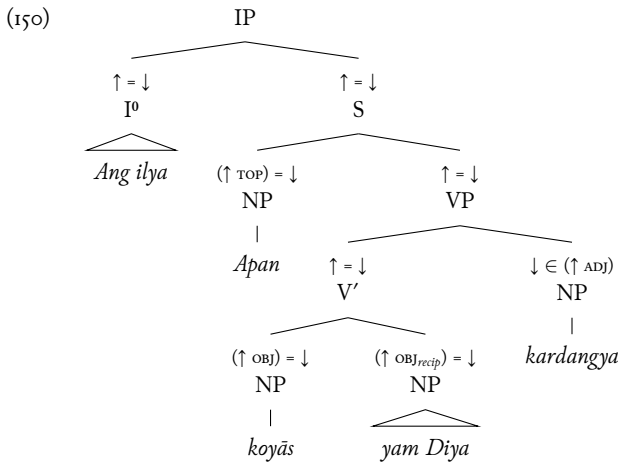 (150) IP
↑ = ↓ ↑ = ↓
I⁰ S
Ang ilya (↑ TOP) = ↓ ↑ = ↓
NP VP
Apan ↑ = ↓ ↓ ∈ (↑ ADJ)
V′ NP
(↑ OBJ) = ↓ (↑ OBJrecip) = ↓ kardangya
NP NP
koyās yam Diya